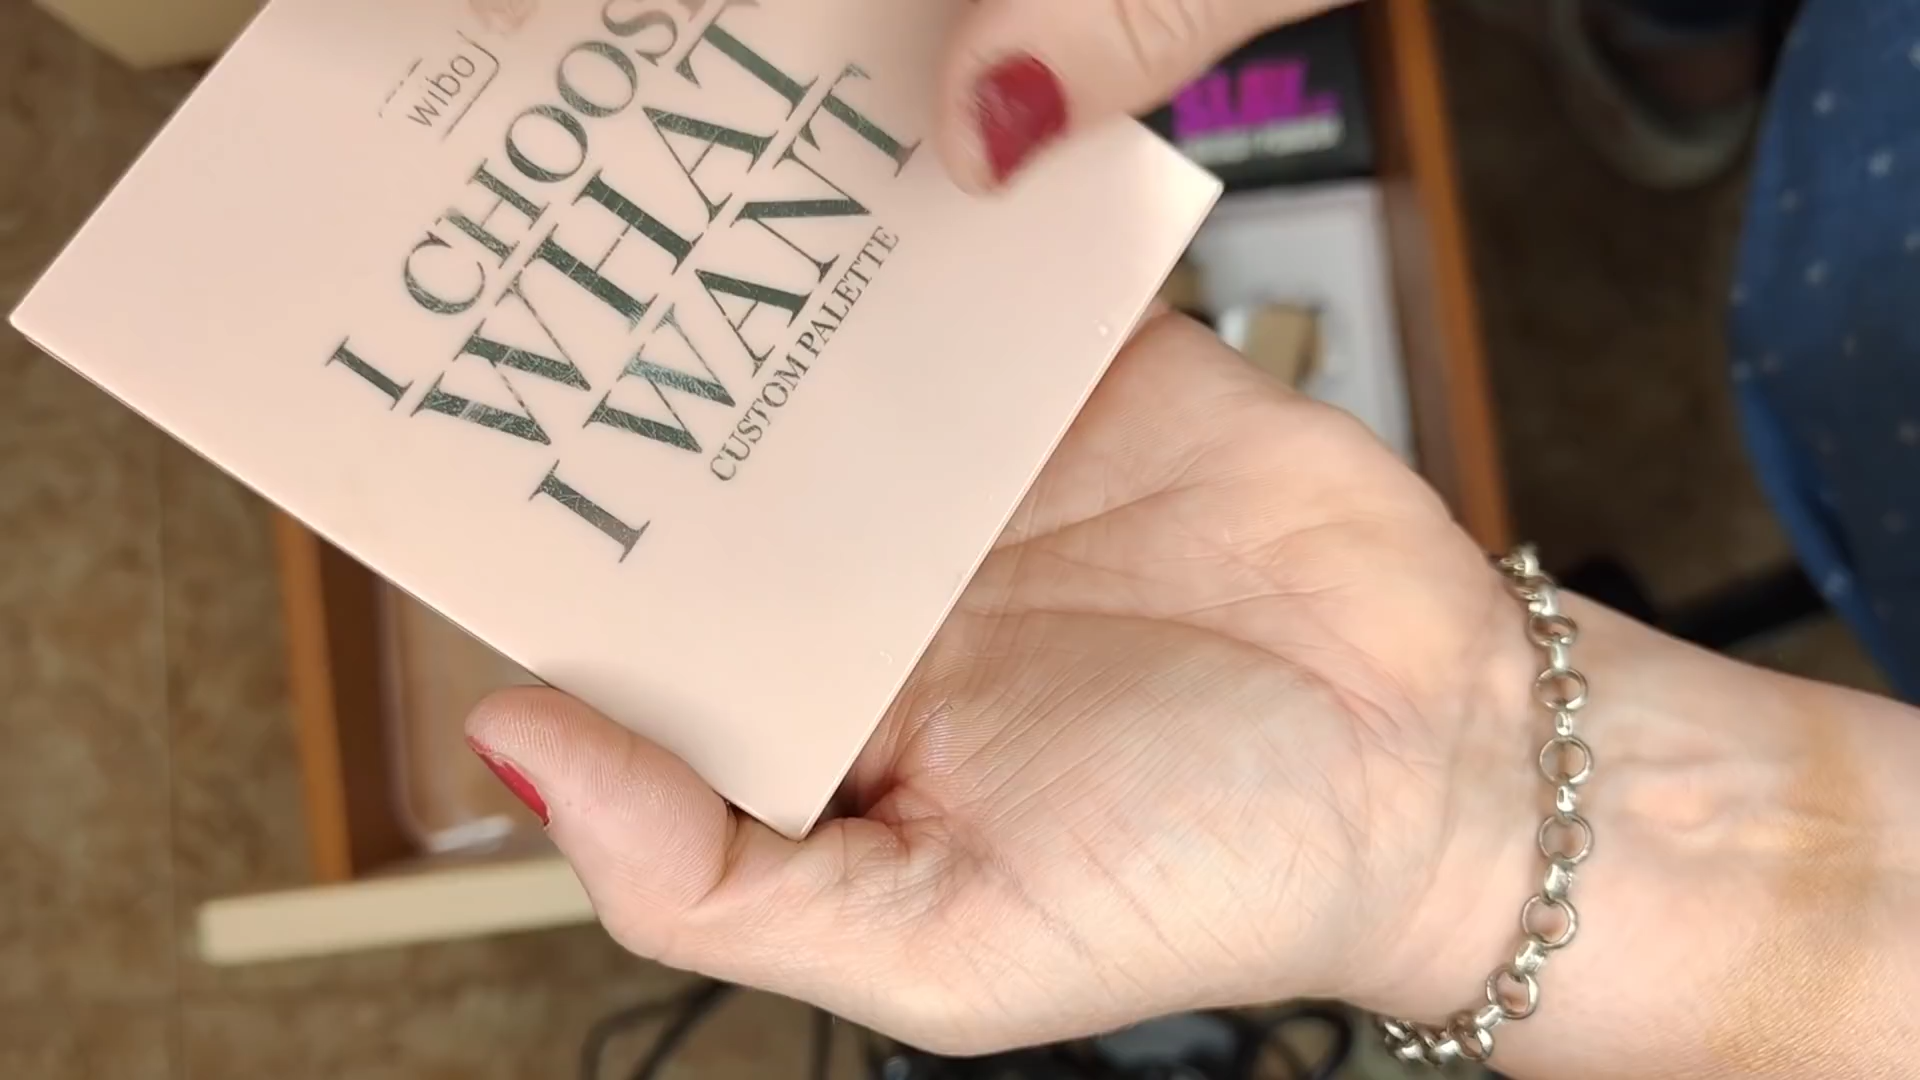 wibo
I CHOOSE
WHAT
I WANT
CUSTOM PALETTE